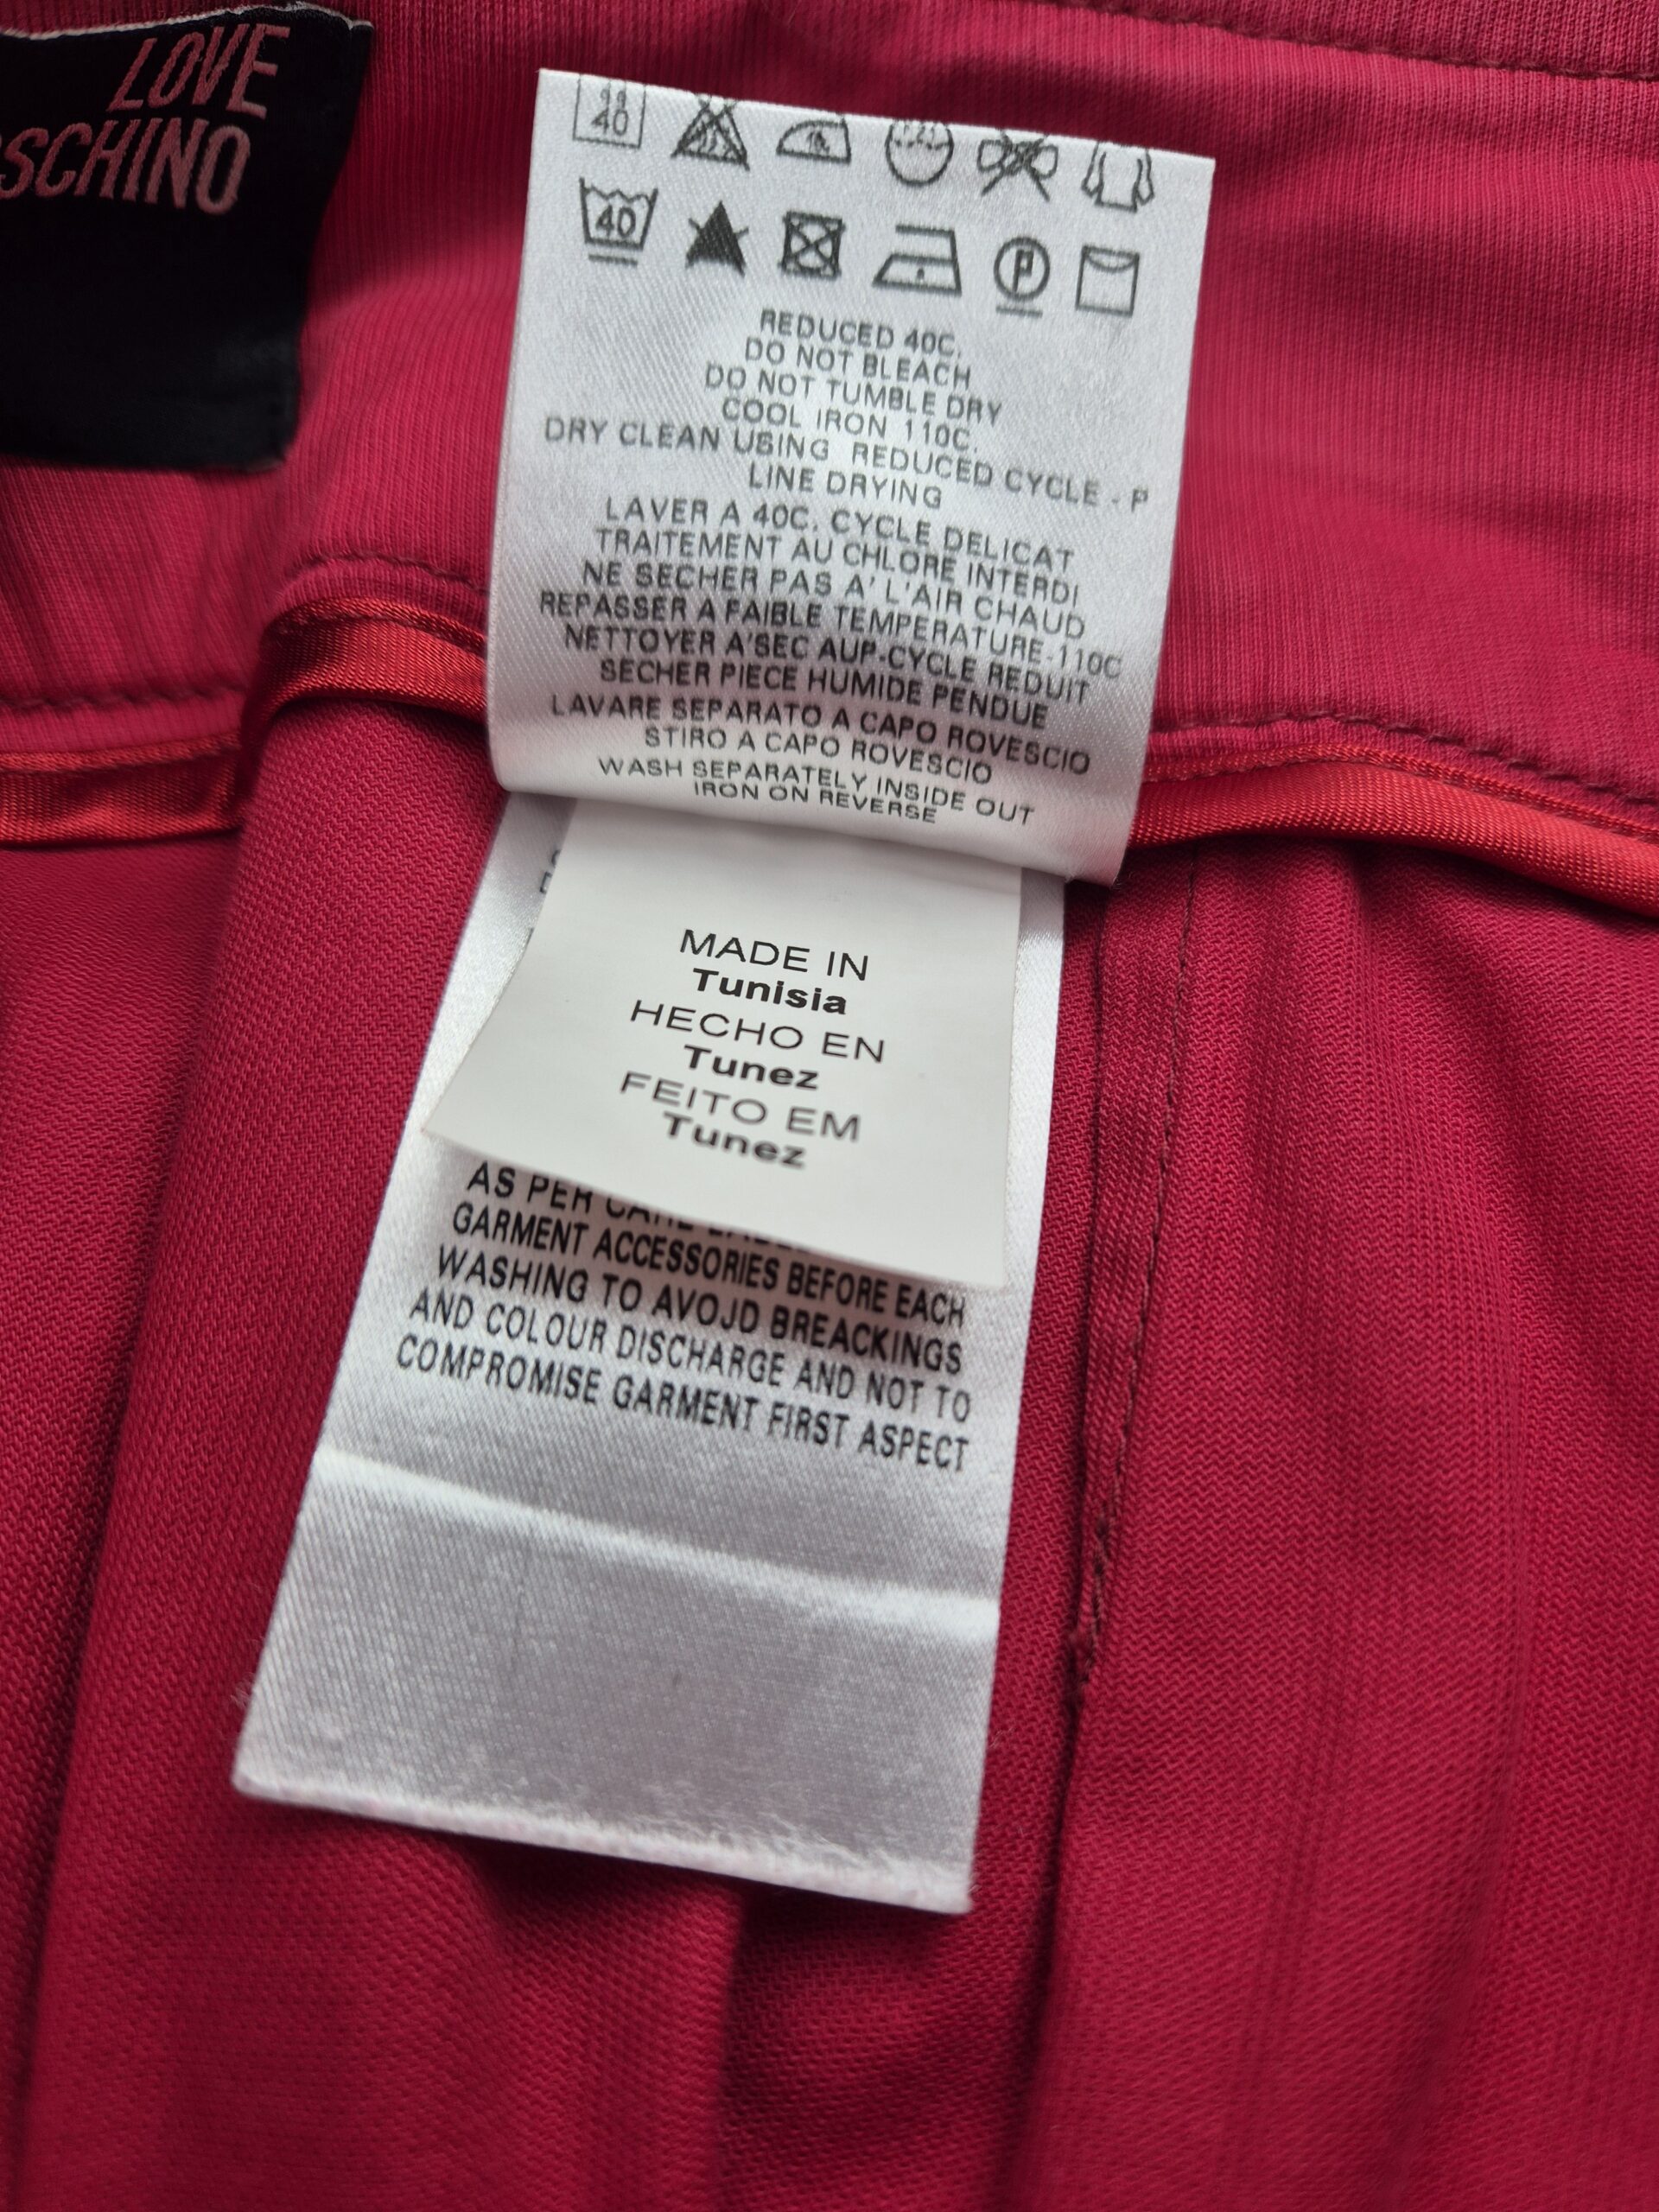 LOVE
40
40
P
REDUCED 40C.
DO NOT BLEACH
DO NOT TUMBLE DRY
COOL IRON 110C.
DRY CLEAN USING REDUCED CYCLE - P
LINE DRYING
LAVER A 40C. CYCLE DELICAT
TRAITEMENT AU CHLORE INTERDI
NE SECHER PAS A' L'AIR CHAUD
REPASSER A FAIBLE TEMPERATURE-110C
NETTOYER A'SEC AUP-CYCLE REDUIT
SECHER PIECE HUMIDE PENDUE
LAVARE SEPARATO A CAPO ROVESCIO
STIRO A CAPO ROVESCIO
WASH SEPARATELY INSIDE OUT
IRON ON REVERSE
MADE IN
Tunisia
HECHO EN
Tunez
FEITO EM
Tunez
AS PER
GARMENT ACCESSORIES BEFORE EACH
WASHING TO AVOJD BREACKINGS
AND COLOUR DISCHARGE AND NOT TO
COMPROMISE GARMENT FIRST ASPECT